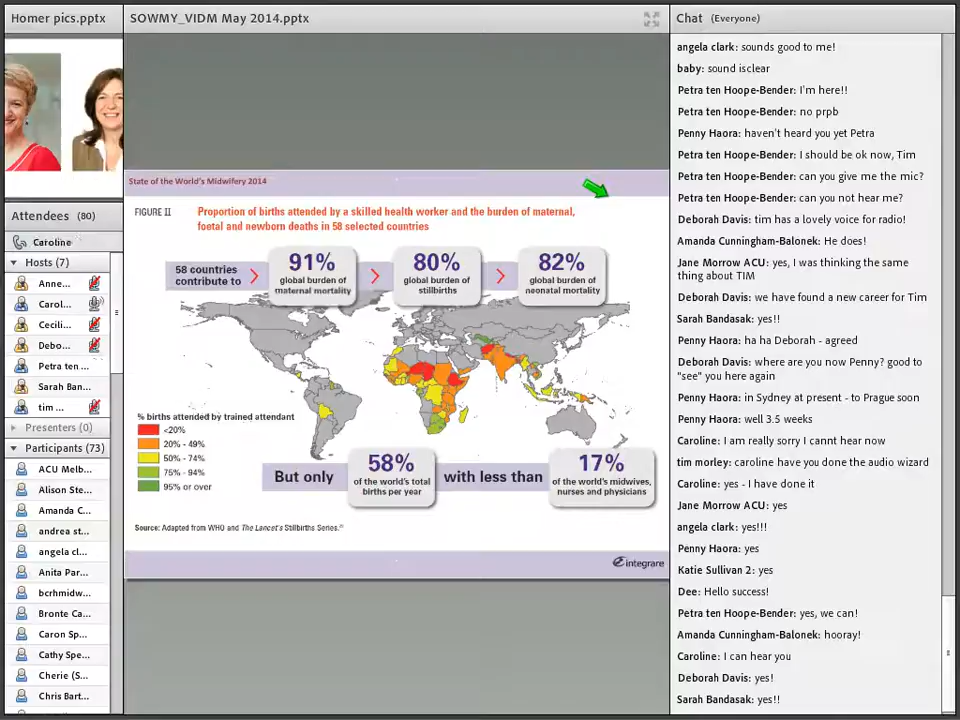 Homer pics.pptx
SOWMY_VIDM May 2014.pptx
Chat (Everyone)
Attendees (80)
Caroline
Hosts (7)
Anne...
Carol...
Cecili...
Debo...
Petra ten ...
Sarah Ban...
tim ...
Presenters (0)
Participants (73)
ACU Melb...
Alison Ste...
Amanda C...
andrea st...
angela cl...
Anita Par...
bcrhmidw...
Bronte Ca...
Caron Sp...
Cathy Spe...
Cherie (S...
Chris Bart...
State of the World's Midwifery 2014
FIGURE II
Proportion of births attended by a skilled health worker and the burden of maternal,
foetal and newborn deaths in 58 selected countries
58 countries
contribute to
91%
global burden of
maternal mortality
80%
global burden of
stillbirths
82%
global burden of
neonatal mortality
% births attended by trained attendant
<20%
20% - 49%
50% - 74%
75% - 94%
95% or over
But only
58%
of the world's total
births per year
with less than
17%
of the world's midwives,
nurses and physicians
Source: Adapted from WHO and The Lancet's Stillbirths Series.
integrare
angela clark: sounds good to me!
baby: sound isclear
Petra ten Hoope-Bender: I'm here!!
Petra ten Hoope-Bender: no prpb
Penny Haora: haven't heard you yet Petra
Petra ten Hoope-Bender: I should be ok now, Tim
Petra ten Hoope-Bender: can you give me the mic?
Petra ten Hoope-Bender: can you not hear me?
Deborah Davis: tim has a lovely voice for radio!
Amanda Cunningham-Balonek: He does!
Jane Morrow ACU: yes, I was thinking the same
thing about TIM
Deborah Davis: we have found a new career for Tim
Sarah Bandasak: yes!!
Penny Haora: ha ha Deborah - agreed
Deborah Davis: where are you now Penny? good to
"see" you here again
Penny Haora: in Sydney at present - to Prague soon
Penny Haora: well 3.5 weeks
Caroline: I am really sorry I cannt hear now
tim morley: caroline have you done the audio wizard
Caroline: yes - I have done it
Jane Morrow ACU: yes
angela clark: yes!!!
Penny Haora: yes
Katie Sullivan 2: yes
Dee: Hello success!
Petra ten Hoope-Bender: yes, we can!
Amanda Cunningham-Balonek: hooray!
Caroline: I can hear you
Deborah Davis: yes!
Sarah Bandasak: yes!!